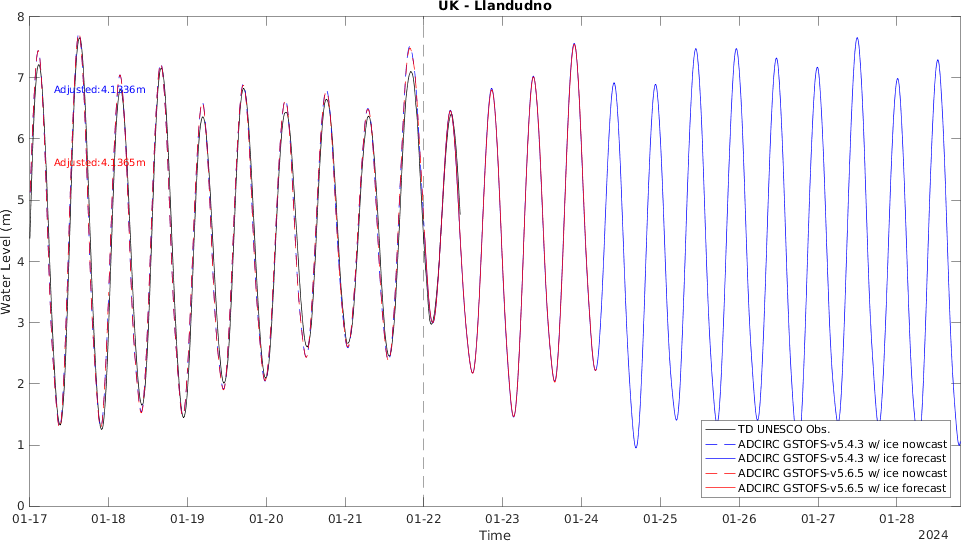 UK - Llandudno
8
7
6
5
4
3
2
1
0
Water Level (m)
Adjusted:4.1236m
Adjusted:4.1365m
TD UNESCO Obs.
ADCIRC GSTOFS-v5.4.3 w/ ice nowcast
ADCIRC GSTOFS-v5.4.3 w/ ice forecast
ADCIRC GSTOFS-v5.6.5 w/ ice nowcast
ADCIRC GSTOFS-v5.6.5 w/ ice forecast
01-17 01-18 01-19 01-20 01-21 01-22 01-23 01-24 01-25 01-26 01-27 01-28
Time
2024